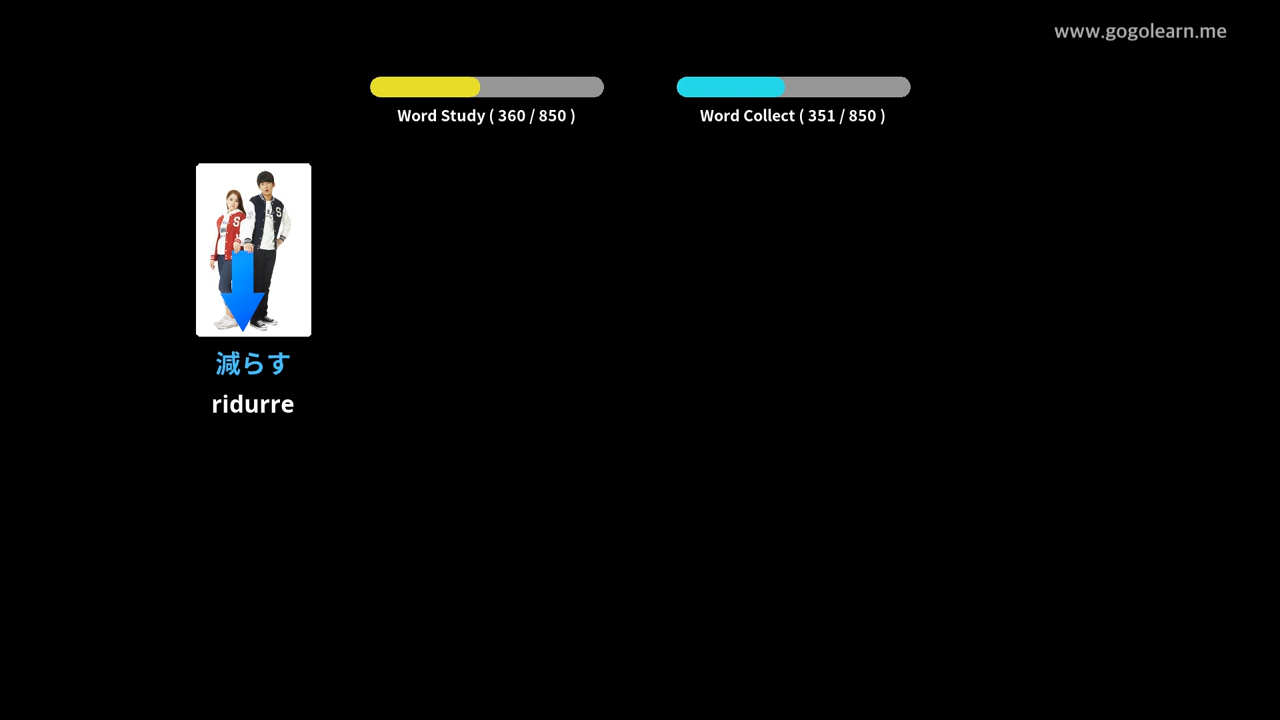 www.gogolearn.me
Word Study ( 360 / 850 )
Word Collect ( 351 / 850 )
S
S
減らす
ridurre